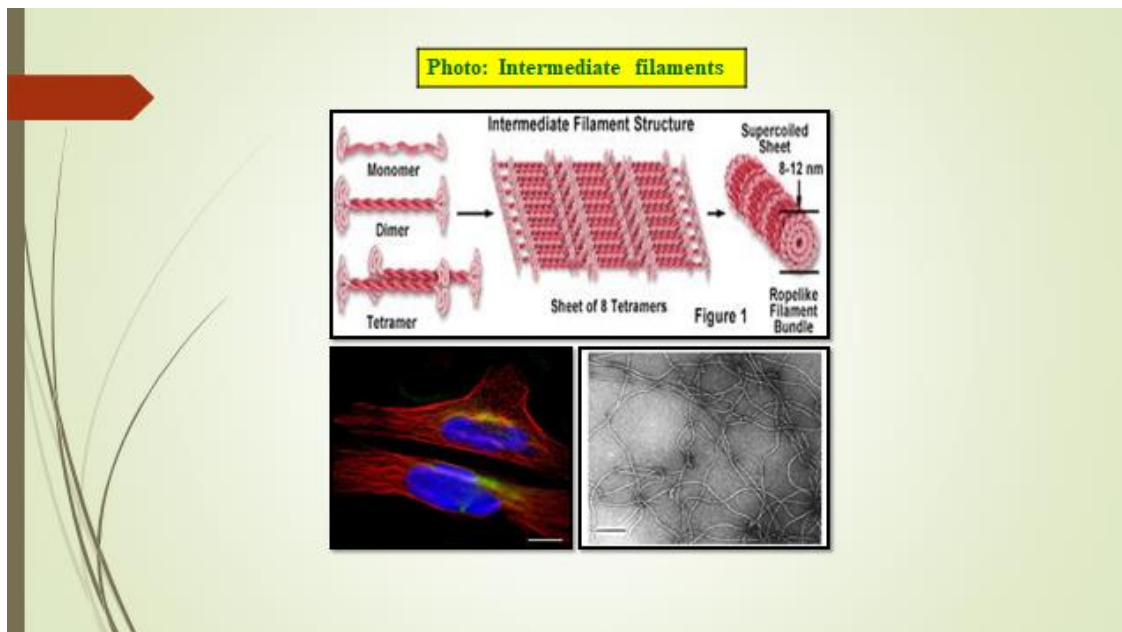 Photo: Intermediate filaments
Intermediate Filament Structure
Monomer
Dimer
Tetramer
Sheet of 8 Tetramers
Figure 1
Supercoiled
Sheet
8-12 nm
Ropelike
Filament
Bundle